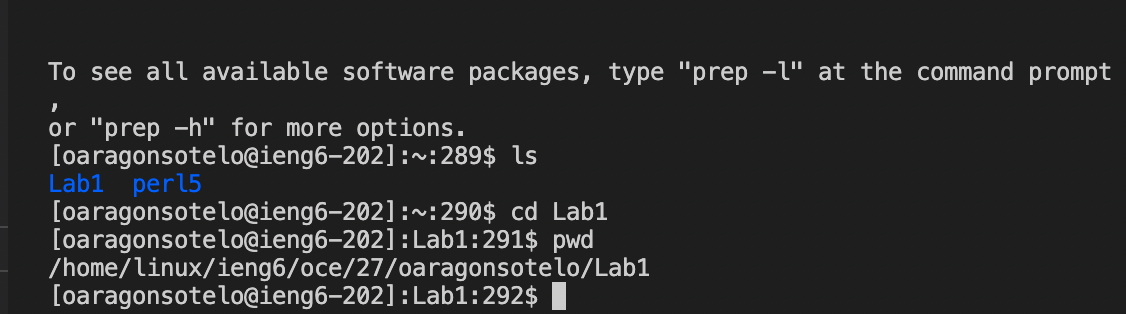 To see all available software packages, type "prep -l" at the command prompt
,
or "prep -h" for more options.
[oaragonsotelo@ieng6-202]:~:289$ ls
Lab1  perl5
[oaragonsotelo@ieng6-202]:~:290$ cd Lab1
[oaragonsotelo@ieng6-202]:Lab1:291$ pwd
/home/linux/ieng6/oce/27/oaragonsotelo/Lab1
[oaragonsotelo@ieng6-202]:Lab1:292$